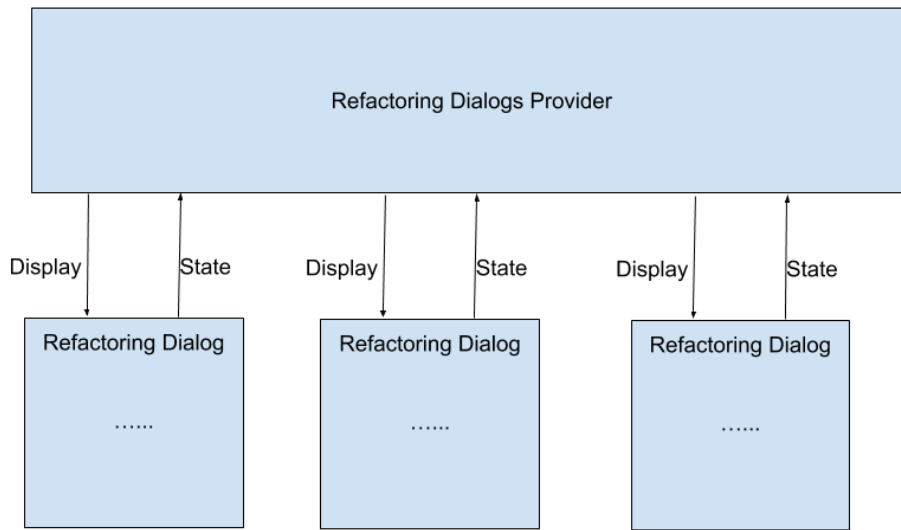 Refactoring Dialogs Provider
Display
State
Display
State
Display
State
Refactoring Dialog
…...
Refactoring Dialog
…...
Refactoring Dialog
…...